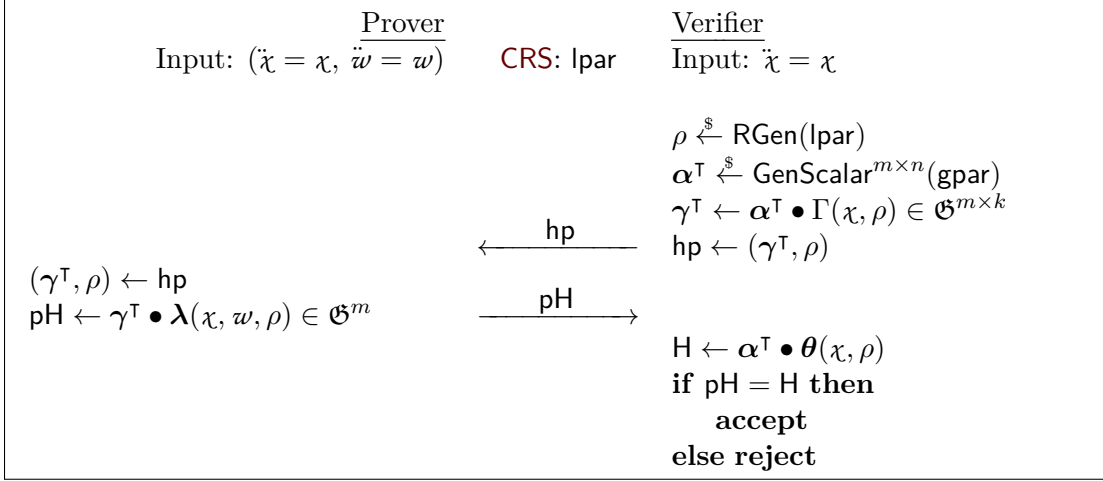 Prover Verifier
Input: (ẍ = x, ẅ = w) CRS: lpar Input: ẍ = x
ρ ←$ RGen(lpar)
α⊺ ←$ GenScalar^{m×n}(gpar)
γ⊺ ← α⊺ • Γ(x, ρ) ∈ 𝕲^{m×k}
hp
hp ← (γ⊺, ρ)
(γ⊺, ρ) ← hp
pH ← γ⊺ • λ(x, w, ρ) ∈ 𝕲^m
pH
H ← α⊺ • θ(x, ρ)
if pH = H then
accept
else reject